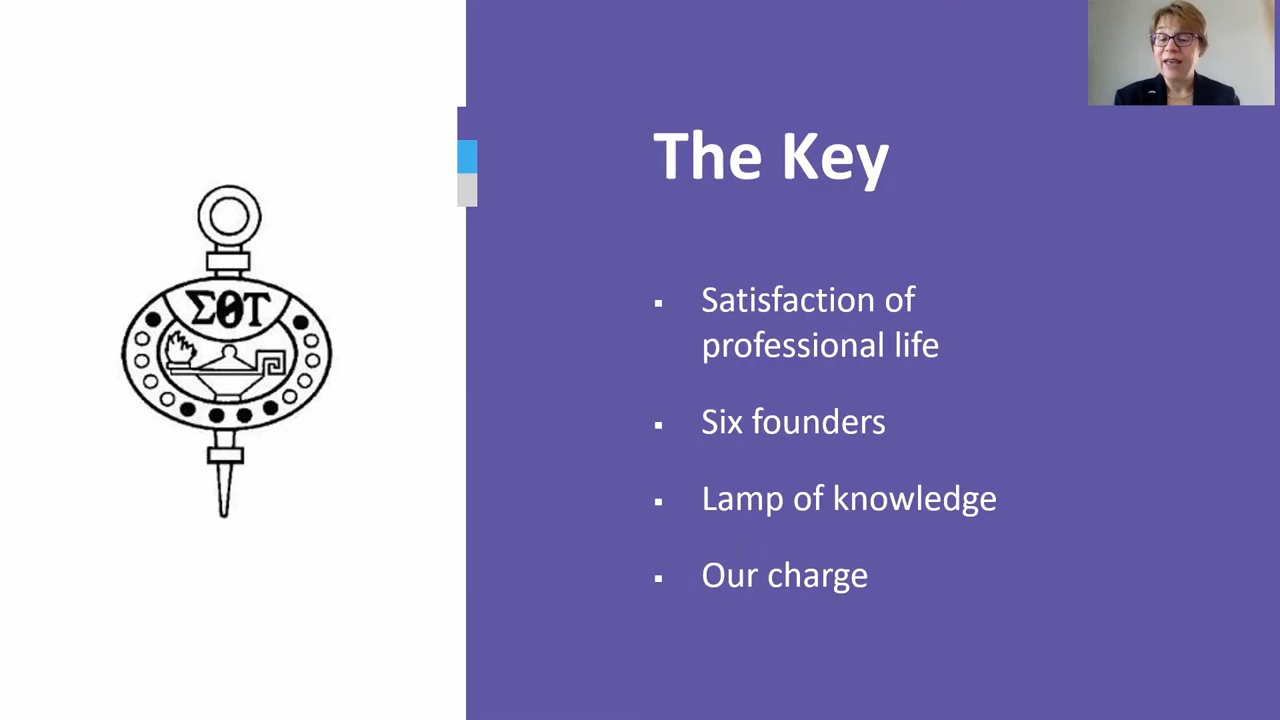 ΣΘΤ
The Key
▪ Satisfaction of
professional life
▪ Six founders
▪ Lamp of knowledge
▪ Our charge